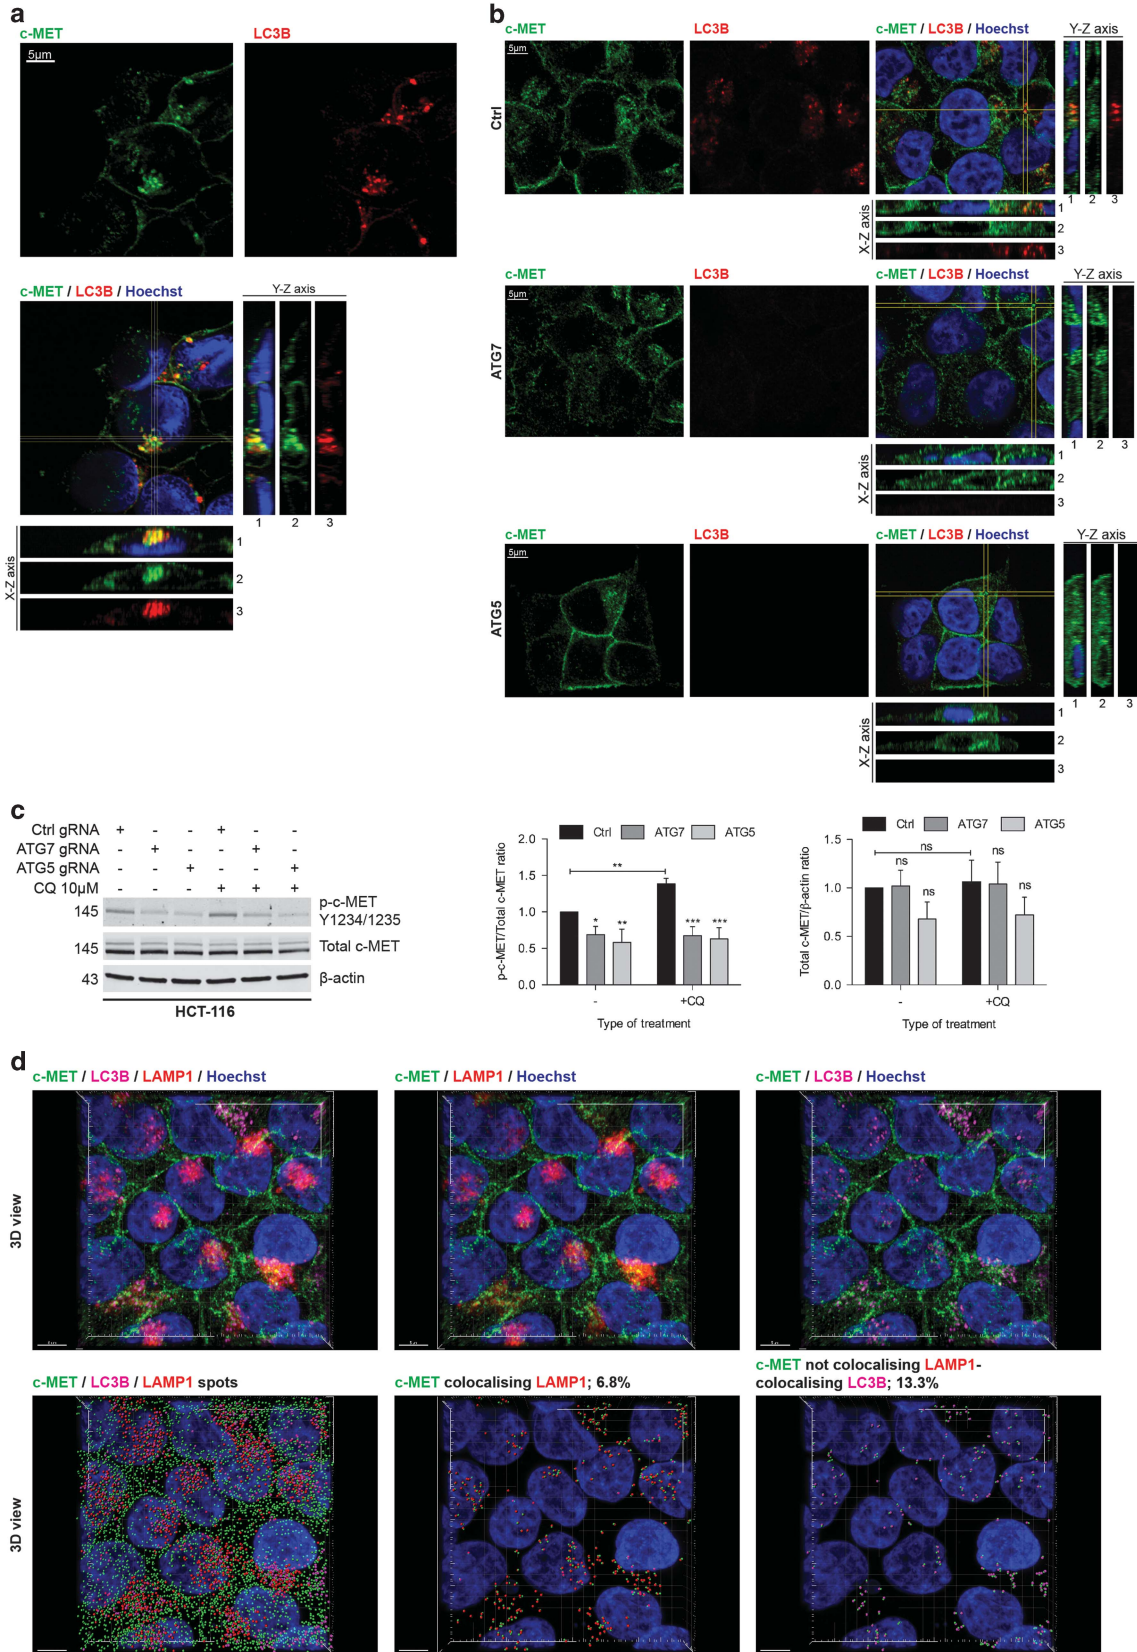 a
c-MET LC3B
5µm
c-MET / LC3B / Hoechst Y-Z axis
1 2 3
X-Z axis
1
2
3
b
c-MET LC3B c-MET / LC3B / Hoechst Y-Z axis
5µm
Ctrl
1 2 3
X-Z axis
1
2
3
c-MET LC3B c-MET / LC3B / Hoechst Y-Z axis
5µm
ATG7
1 2 3
X-Z axis
1
2
3
c-MET LC3B c-MET / LC3B / Hoechst Y-Z axis
5µm
ATG5
1 2 3
X-Z axis
1
2
3
c
Ctrl gRNA + - - + - -
ATG7 gRNA - + - - + -
ATG5 gRNA - - + - - +
CQ 10µM - - - + + +
145 p-c-MET
Y1234/1235
145 Total c-MET
43 β-actin
HCT-116
Ctrl ATG7 ATG5
p-c-MET/Total c-MET ratio
2.0
1.5
1.0
0.5
0.0
**
* ** *** ***
- +CQ
Type of treatment
Ctrl ATG7 ATG5
Total c-MET/β-actin ratio
1.5
1.0
0.5
0.0
ns
ns ns ns ns
- +CQ
Type of treatment
d
c-MET / LC3B / LAMP1 / Hoechst c-MET / LAMP1 / Hoechst c-MET / LC3B / Hoechst
3D view
c-MET / LC3B / LAMP1 spots c-MET colocalising LAMP1; 6.8% c-MET not colocalising LAMP1-
colocalising LC3B; 13.3%
3D view